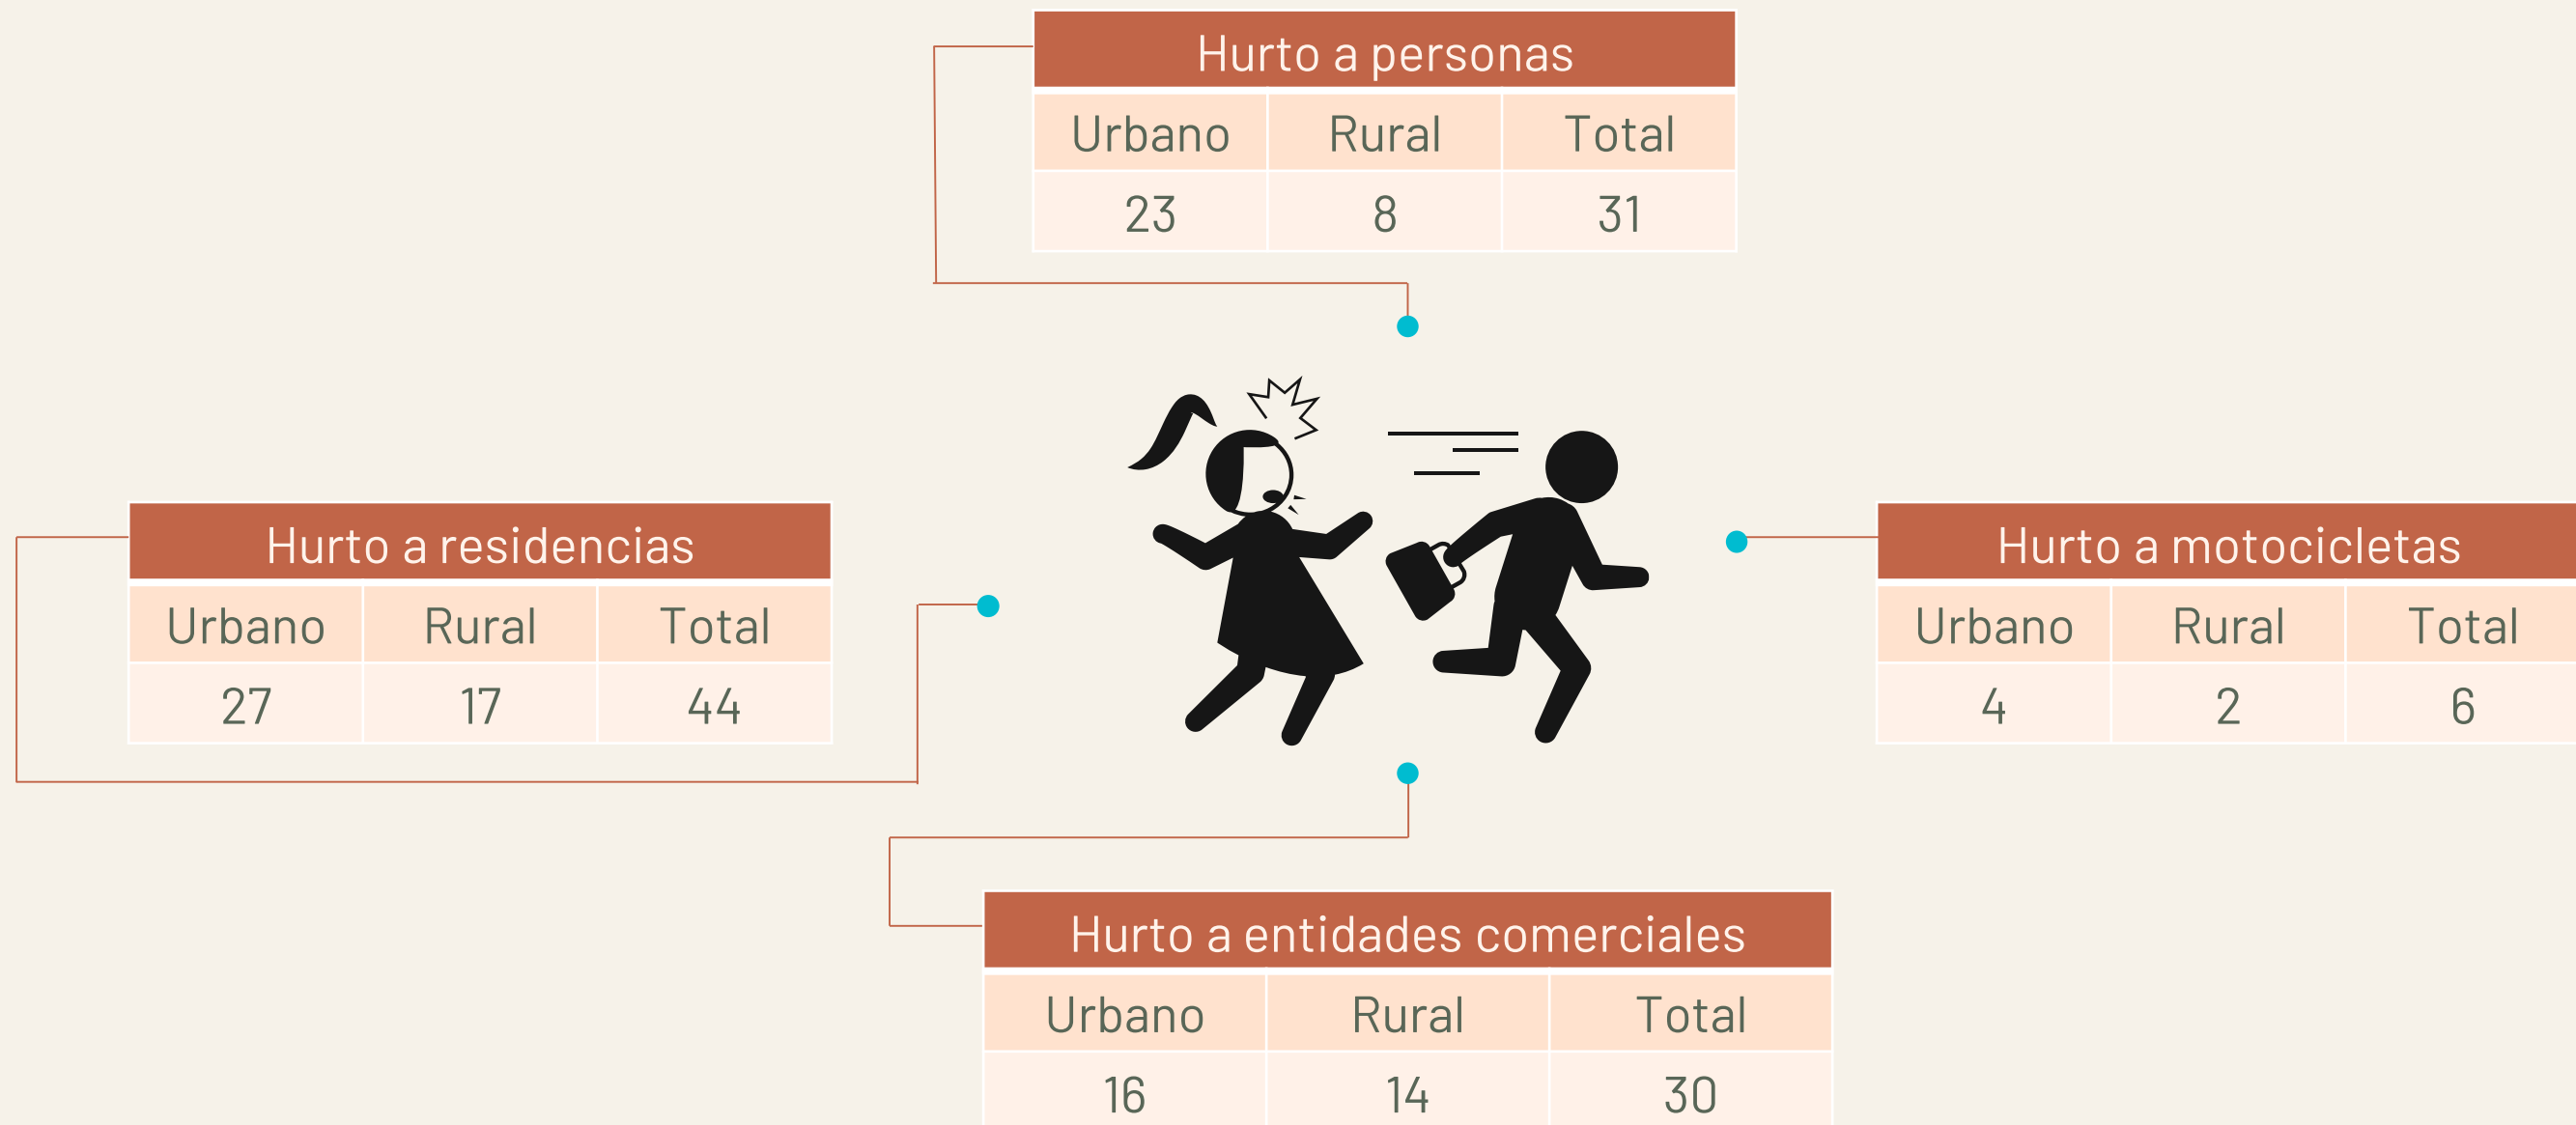 Hurto a personas
Urbano Rural Total
23 8 31
Hurto a residencias
Urbano Rural Total
27 17 44
Hurto a motocicletas
Urbano Rural Total
4 2 6
Hurto a entidades comerciales
Urbano Rural Total
16 14 30